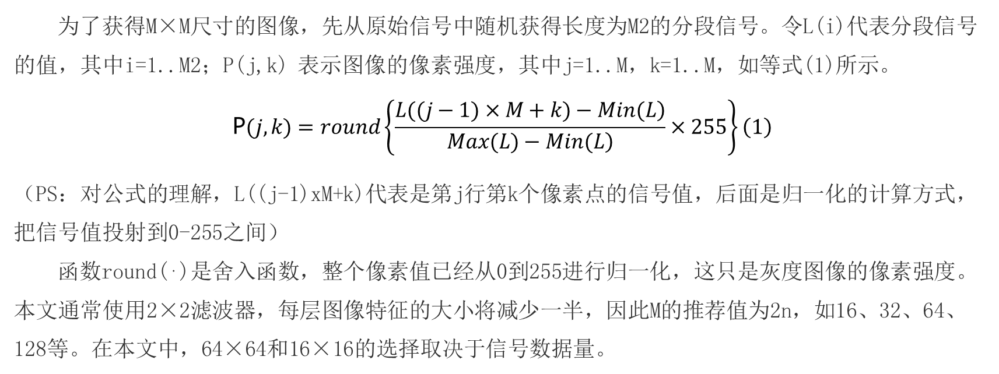 为了获得M×M尺寸的图像，先从原始信号中随机获得长度为M2的分段信号。令L(i)代表分段信号
的值，其中i=1..M2；P(j,k) 表示图像的像素强度，其中j=1..M，k=1..M，如等式(1)所示。
P(j,k) = round{\frac{L((j − 1) × M + k) − Min(L)}{Max(L) − Min(L)} × 255} (1)
（PS：对公式的理解，L((j-1)xM+k)代表是第j行第k个像素点的信号值，后面是归一化的计算方式，
把信号值投射到0-255之间）
函数round(·)是舍入函数，整个像素值已经从0到255进行归一化，这只是灰度图像的像素强度。
本文通常使用2×2滤波器，每层图像特征的大小将减少一半，因此M的推荐值为2n，如16、32、64、
128等。在本文中，64×64和16×16的选择取决于信号数据量。